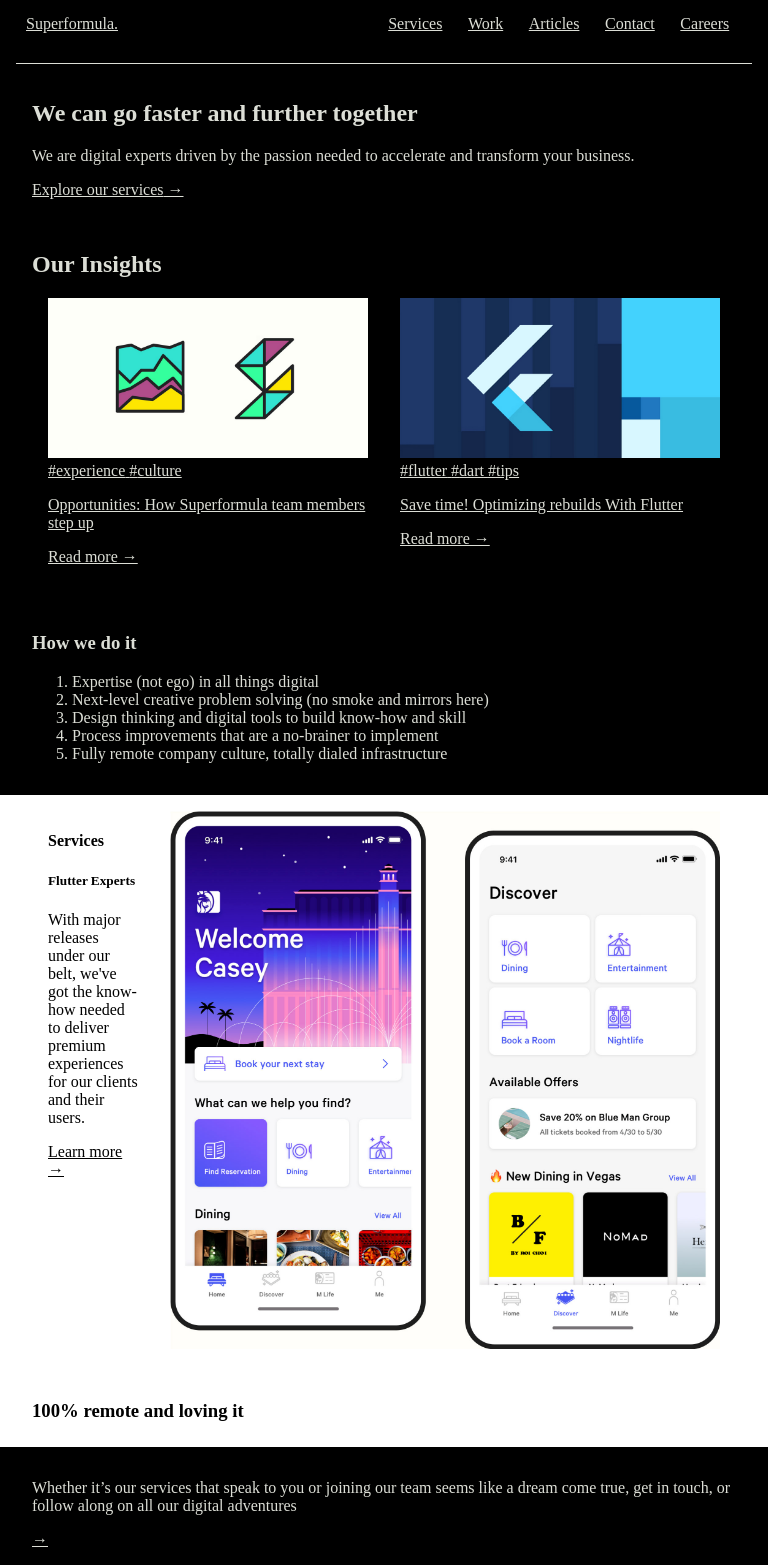 Superformula.
Services Work Articles Contact Careers
We can go faster and further together
We are digital experts driven by the passion needed to accelerate and transform your business.
Explore our services →
Our Insights
#experience #culture
Opportunities: How Superformula team members
step up
Read more →
#flutter #dart #tips
Save time! Optimizing rebuilds With Flutter
Read more →
How we do it
1. Expertise (not ego) in all things digital
2. Next-level creative problem solving (no smoke and mirrors here)
3. Design thinking and digital tools to build know-how and skill
4. Process improvements that are a no-brainer to implement
5. Fully remote company culture, totally dialed infrastructure
Services
Flutter Experts
With major
releases
under our
belt, we've
got the know-
how needed
to deliver
premium
experiences
for our clients
and their
users.
Learn more
→
9:41
Welcome
Casey
Book your next stay
What can we help you find?
Find Reservation
Dining
Entertainmen
Dining
View All
Home
Discover
M Life
Me
9:41
Discover
Dining
Entertainment
Book a Room
Nightlife
Available Offers
Save 20% on Blue Man Group
All tickets booked from 4/30 to 5/30
🔥 New Dining in Vegas
View All
B/F
BY ROI CHOI
NOMAD
He
Home
Discover
M Life
Me
100% remote and loving it
Whether it’s our services that speak to you or joining our team seems like a dream come true, get in touch, or
follow along on all our digital adventures
→